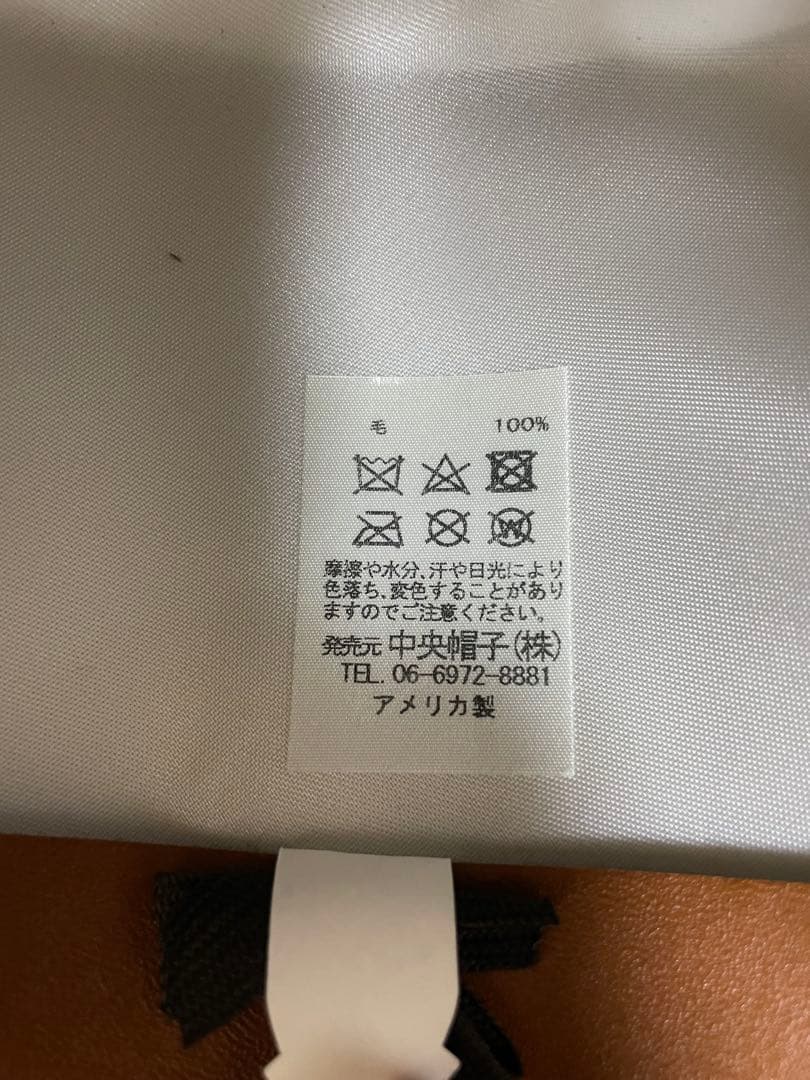 毛 100%
W
摩擦や水分、汗や日光により
色落ち、変色することがあり
ますのでご注意ください。
発売元 中央帽子(株)
TEL. 06-6972-8881
アメリカ製